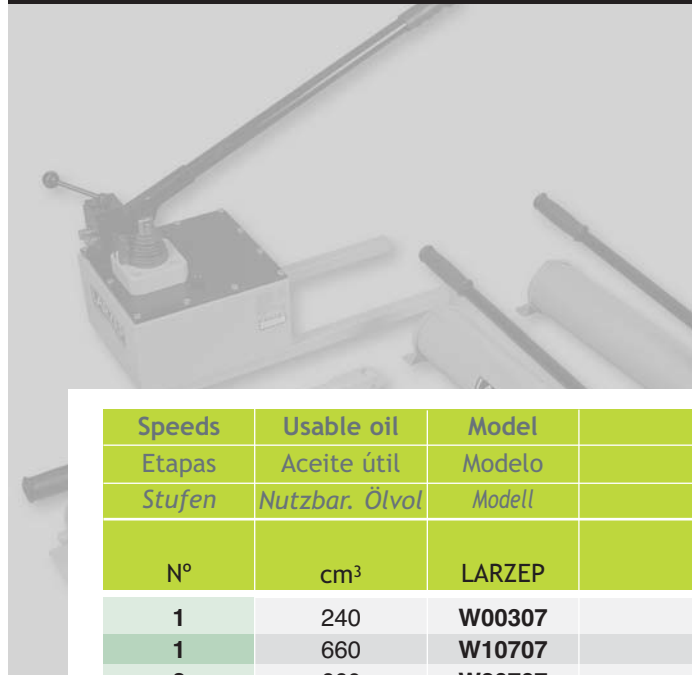 Speeds Usable oil Model
Etapas Aceite útil Modelo
Stufen Nutzbar. Ölvol Modell
Nº cm³ LARZEP
1 240 W00307
1 660 W10707